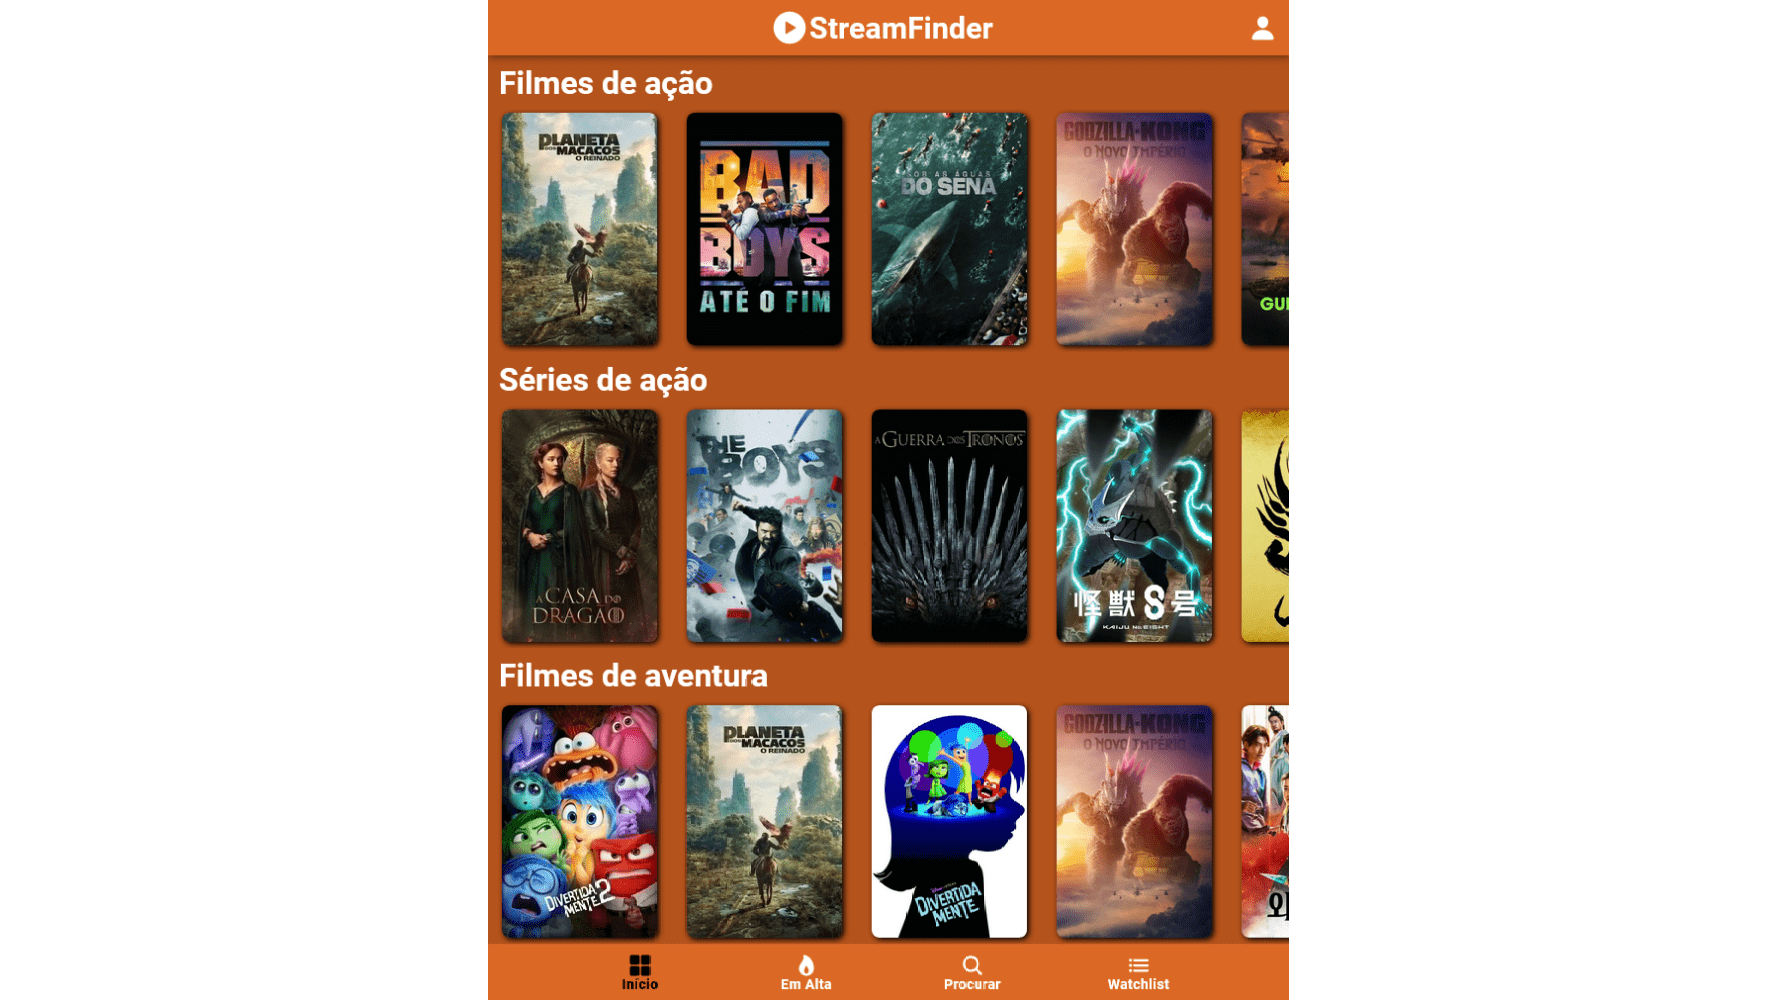 StreamFinder
Filmes de ação
PLANETA
DOS MACACOS
O REINADO
BAD
BOYS
ATÉ O FIM
SOB AS ÁGUAS
DO SENA
GODZILLA KONG
O NOVO IMPÉRIO
GUE
Séries de ação
A CASA DO
DRAGÃO
THE
BOYS
A GUERRA DOS TRONOS
怪獣8号
KAIJU No. EIGHT
Filmes de aventura
DIVERTIDA
MENTE 2
PLANETA
DOS MACACOS
O REINADO
DIVERTIDA
MENTE
GODZILLA KONG
O NOVO IMPÉRIO
Início
Em Alta
Procurar
Watchlist